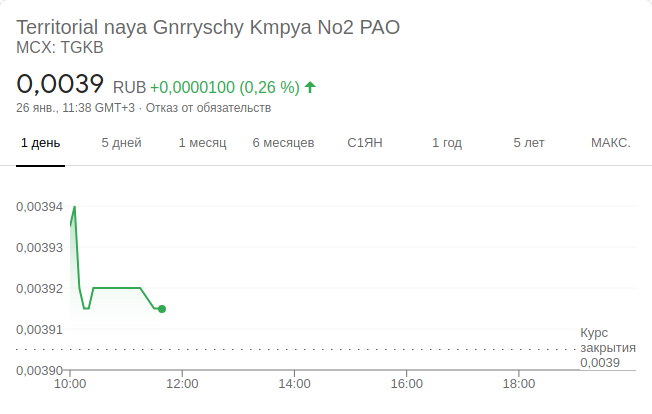 Territorial naya Gnrryschy Kmpya No2 PAO
MCX: TGKB
0,0039 RUB +0,0000100 (0,26 %)
26 янв., 11:38 GMT+3 · Отказ от обязательств
1 день 5 дней 1 месяц 6 месяцев С1ЯН 1 год 5 лет МАКС.
0,00394
0,00393
0,00392
0,00391
0,00390
Курс
закрытия
0,0039
10:00 12:00 14:00 16:00 18:00